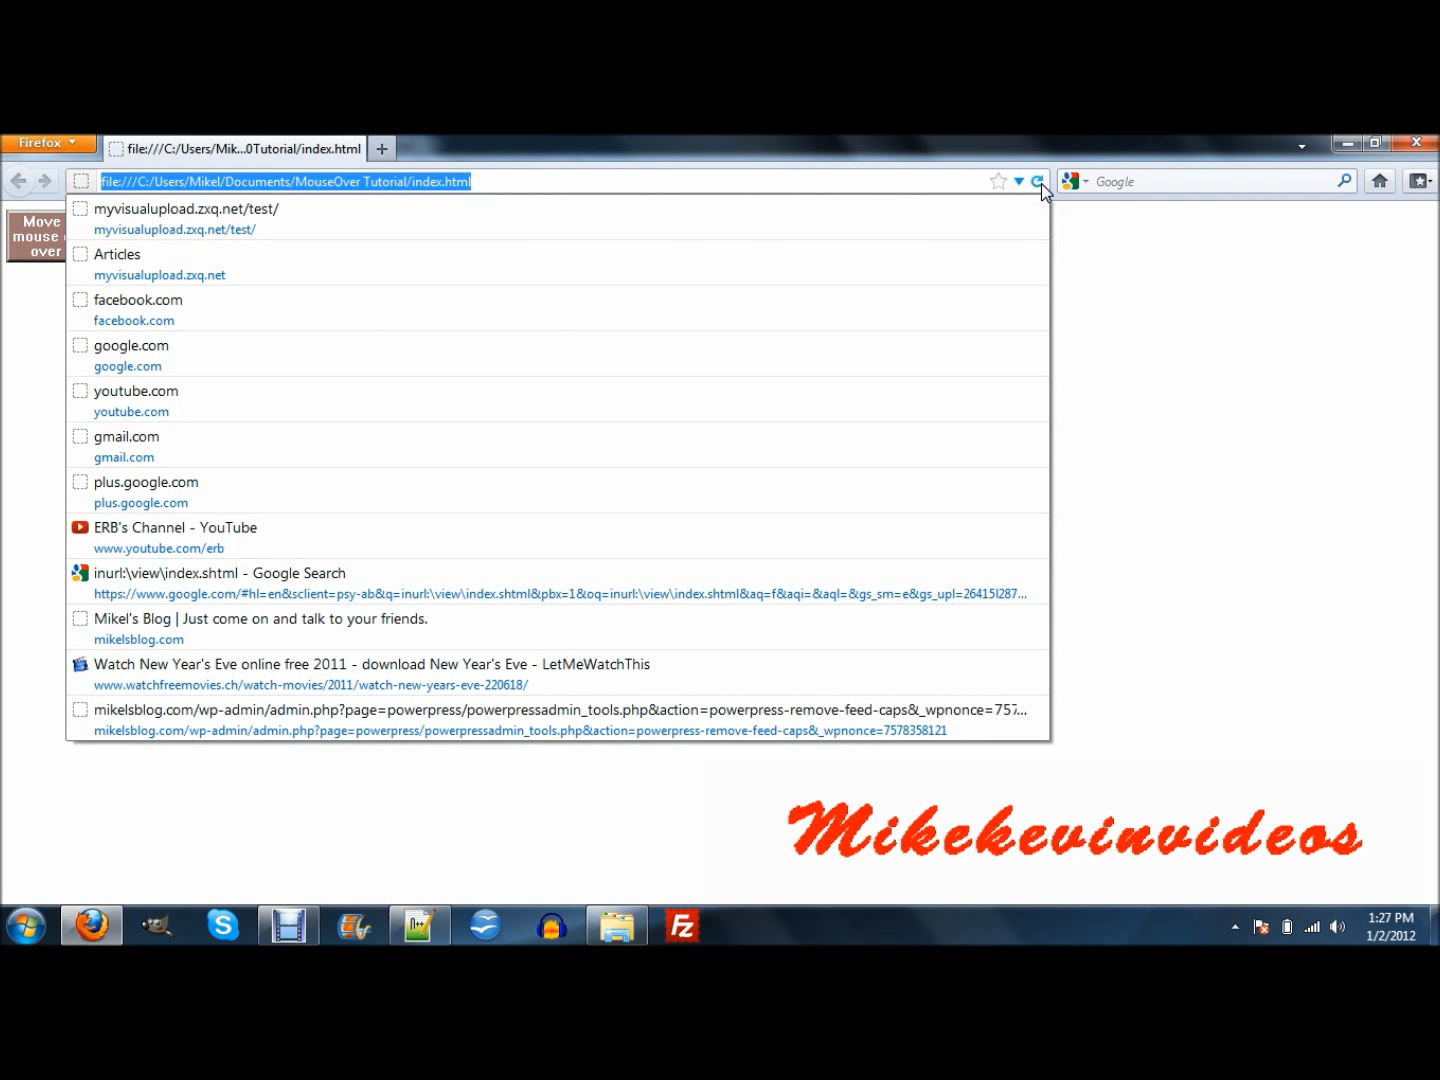 Firefox
file:///C:/Users/Mik...0Tutorial/index.html
file:///C:/Users/Mikel/Documents/MouseOver Tutorial/index.html
Google
Move
mouse
over
myvisualupload.zxq.net/test/
myvisualupload.zxq.net/test/
Articles
myvisualupload.zxq.net
facebook.com
facebook.com
google.com
google.com
youtube.com
youtube.com
gmail.com
gmail.com
plus.google.com
plus.google.com
ERB's Channel - YouTube
www.youtube.com/erb
inurl:\view\index.shtml - Google Search
https://www.google.com/#hl=en&sclient=psy-ab&q=inurl:\view\index.shtml&pbx=1&oq=inurl:\view\index.shtml&aq=f&aqi=&aql=&gs_sm=e&gs_upl=26415l287...
Mikel's Blog | Just come on and talk to your friends.
mikelsblog.com
Watch New Year's Eve online free 2011 - download New Year's Eve - LetMeWatchThis
www.watchfreemovies.ch/watch-movies/2011/watch-new-years-eve-220618/
mikelsblog.com/wp-admin/admin.php?page=powerpress/powerpressadmin_tools.php&action=powerpress-remove-feed-caps&_wpnonce=757...
mikelsblog.com/wp-admin/admin.php?page=powerpress/powerpressadmin_tools.php&action=powerpress-remove-feed-caps&_wpnonce=7578358121
Mikekevinvideos
1:27 PM
1/2/2012